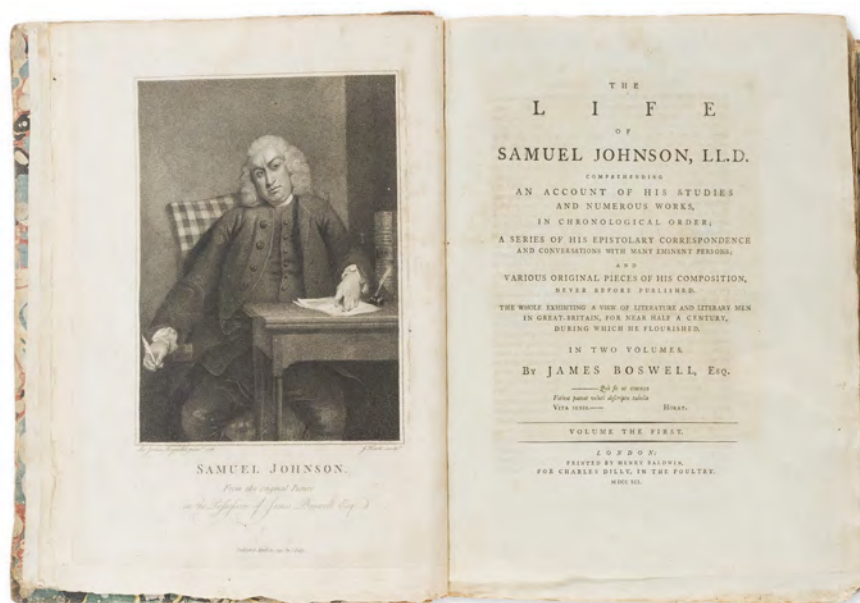 SAMUEL JOHNSON.
From the original Picture
in the Possession of James Boswell Esq.
THE
LIFE
OF
SAMUEL JOHNSON, LL.D.
COMPREHENDING
AN ACCOUNT OF HIS STUDIES
AND NUMEROUS WORKS,
IN CHRONOLOGICAL ORDER;
A SERIES OF HIS EPISTOLARY CORRESPONDENCE
AND CONVERSATIONS WITH MANY EMINENT PERSONS;
AND
VARIOUS ORIGINAL PIECES OF HIS COMPOSITION,
NEVER BEFORE PUBLISHED.
THE WHOLE EXHIBITING A VIEW OF LITERATURE AND LITERARY MEN
IN GREAT-BRITAIN, FOR NEAR HALF A CENTURY,
DURING WHICH HE FLOURISHED.
IN TWO VOLUMES.
BY JAMES BOSWELL, ESQ.
———Quò fit ut omnis
Votiva pateat veluti descripta tabella
VITA SENIS.—— HORAT.
VOLUME THE FIRST.
LONDON:
PRINTED BY HENRY BALDWIN,
FOR CHARLES DILLY, IN THE POULTRY.
MDCC XCI.